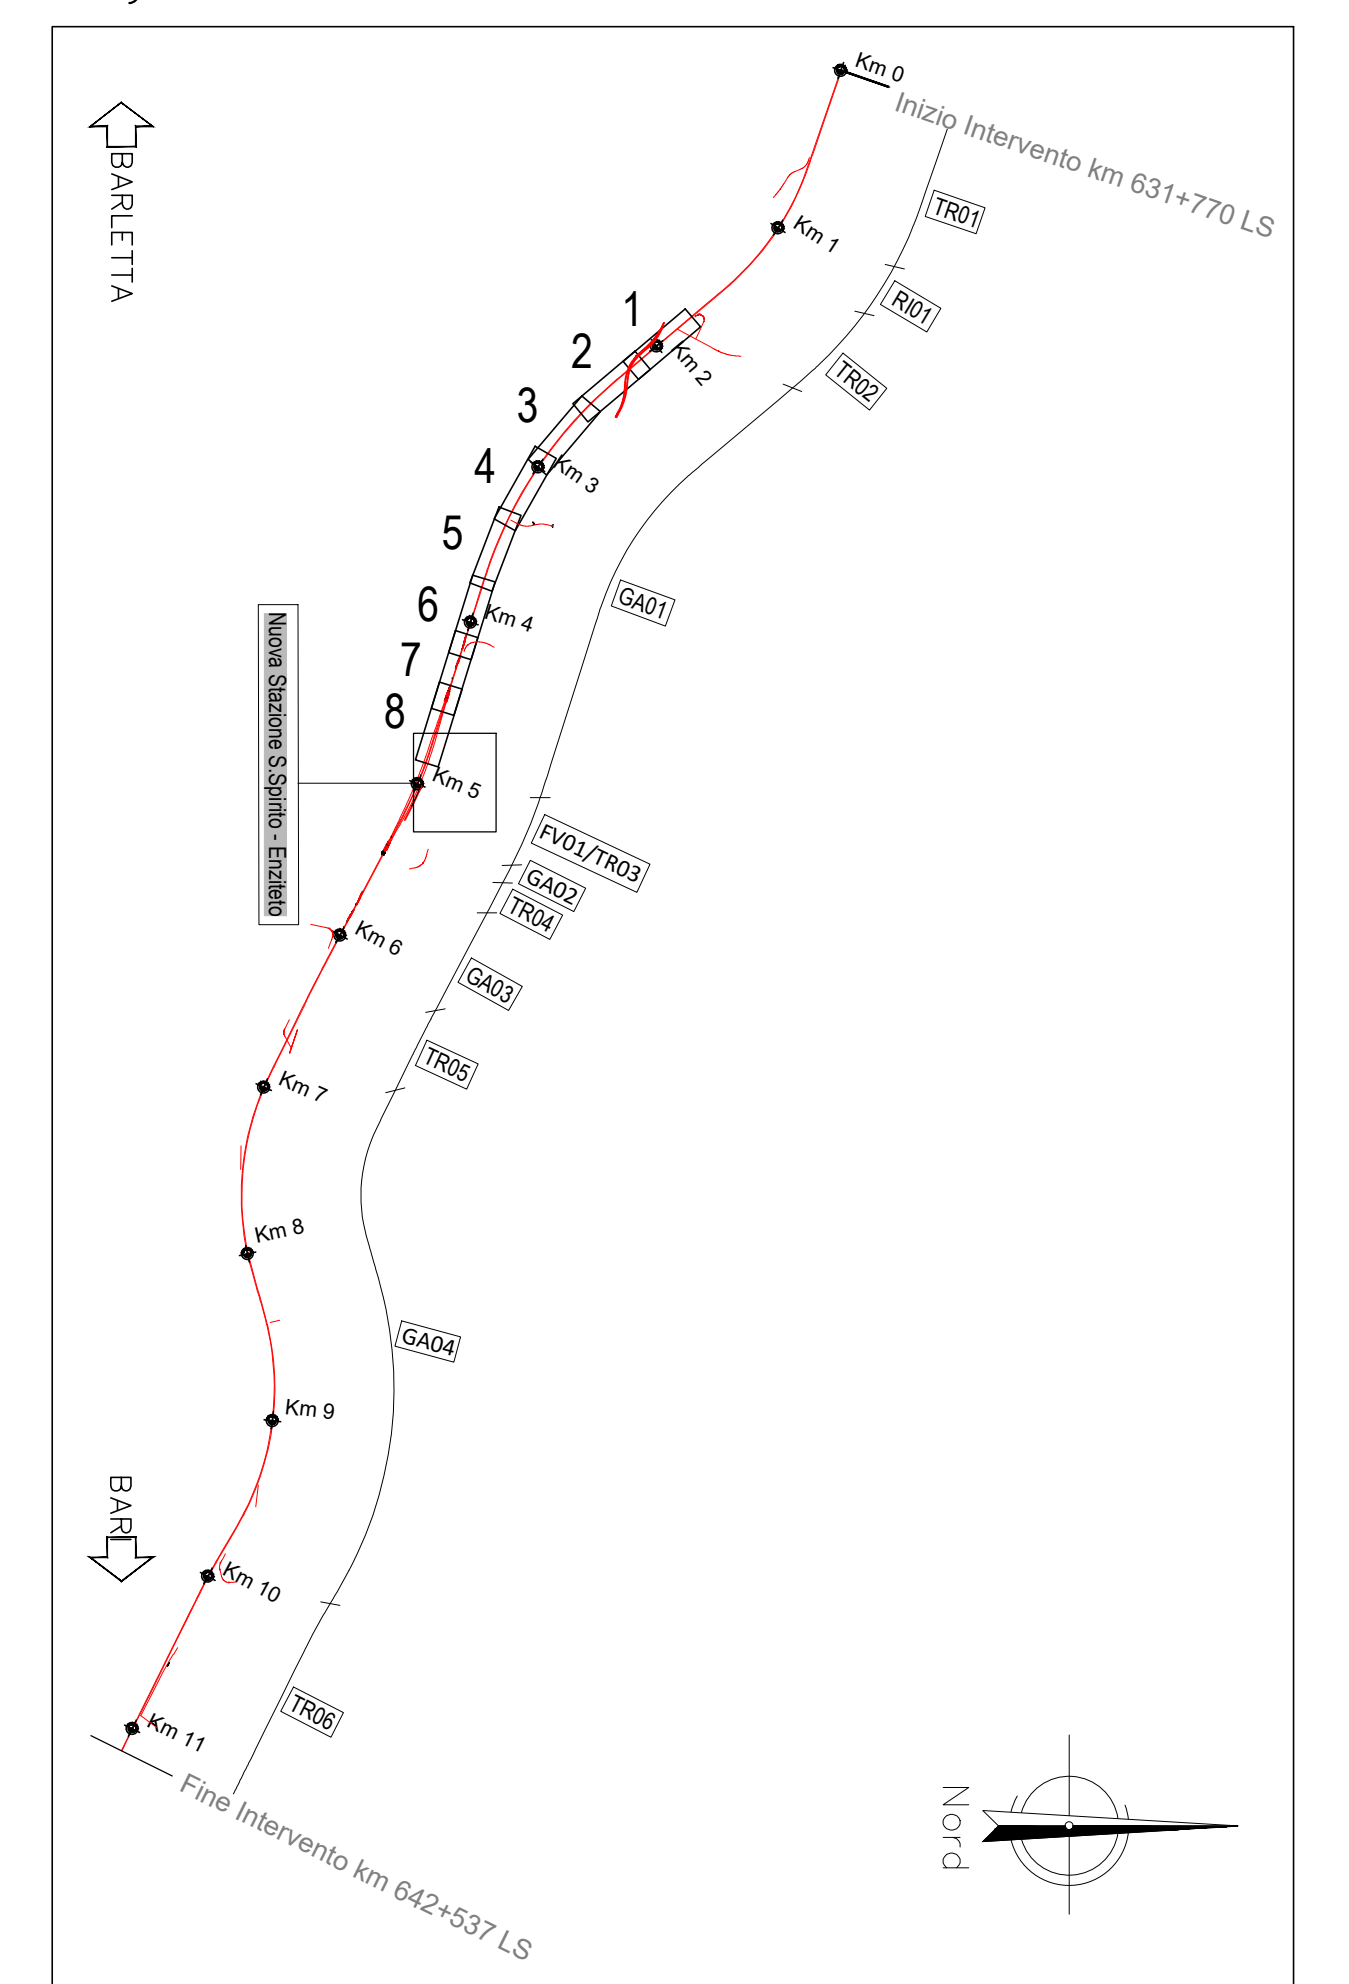 Km 0
Inizio Intervento km 631+770 LS
BARLETTA
TR01
Km 1
RI01
1
Km 2
TR02
2
3
Km 3
4
5
GA01
6
Km 4
Nuova Stazione S.Spirito - Enziteto
7
8
Km 5
FV01/TR03
GA02
TR04
Km 6
GA03
TR05
Km 7
Km 8
GA04
Km 9
BARI
Km 10
TR06
Km 11
Fine Intervento km 642+537 LS
Nord